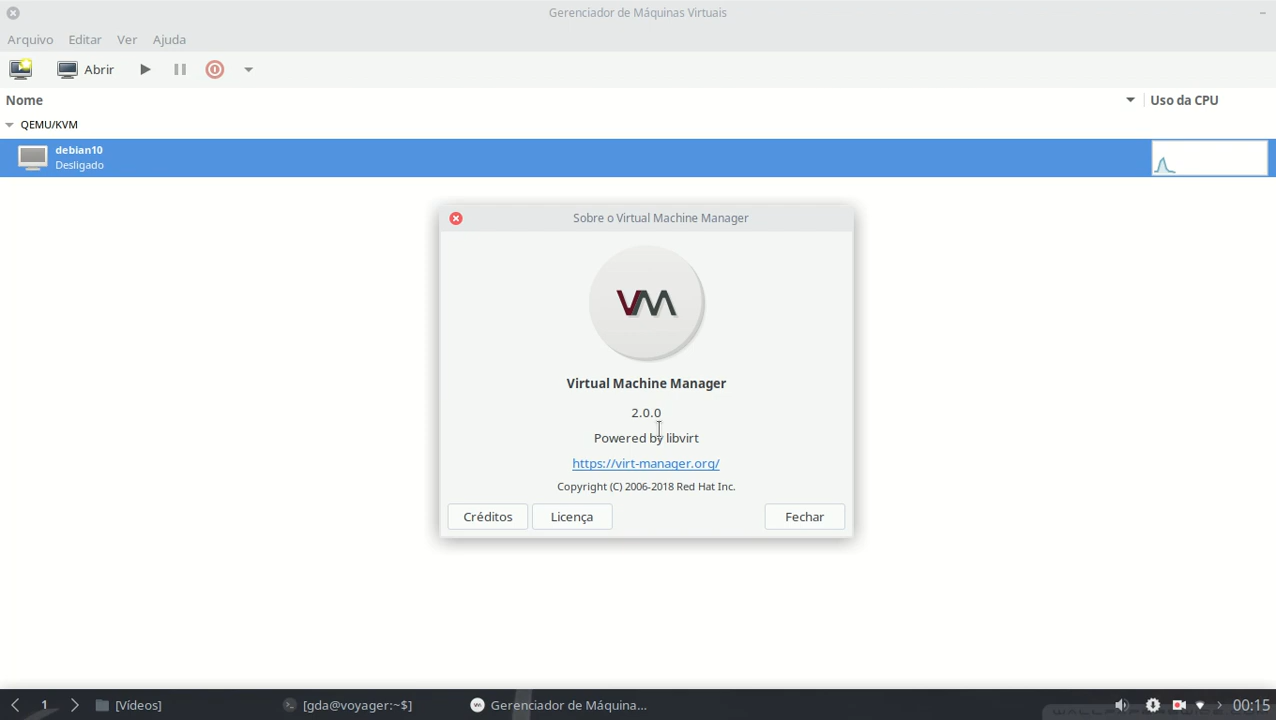 Gerenciador de Máquinas Virtuais
Arquivo Editar Ver Ajuda
Abrir
Nome Uso da CPU
QEMU/KVM
debian10
Desligado
Sobre o Virtual Machine Manager
VM
Virtual Machine Manager
2.0.0
Powered by libvirt
https://virt-manager.org/
Copyright (C) 2006-2018 Red Hat Inc.
Créditos Licença Fechar
1 [Vídeos] [gda@voyager:~$] Gerenciador de Máquina... 00:15